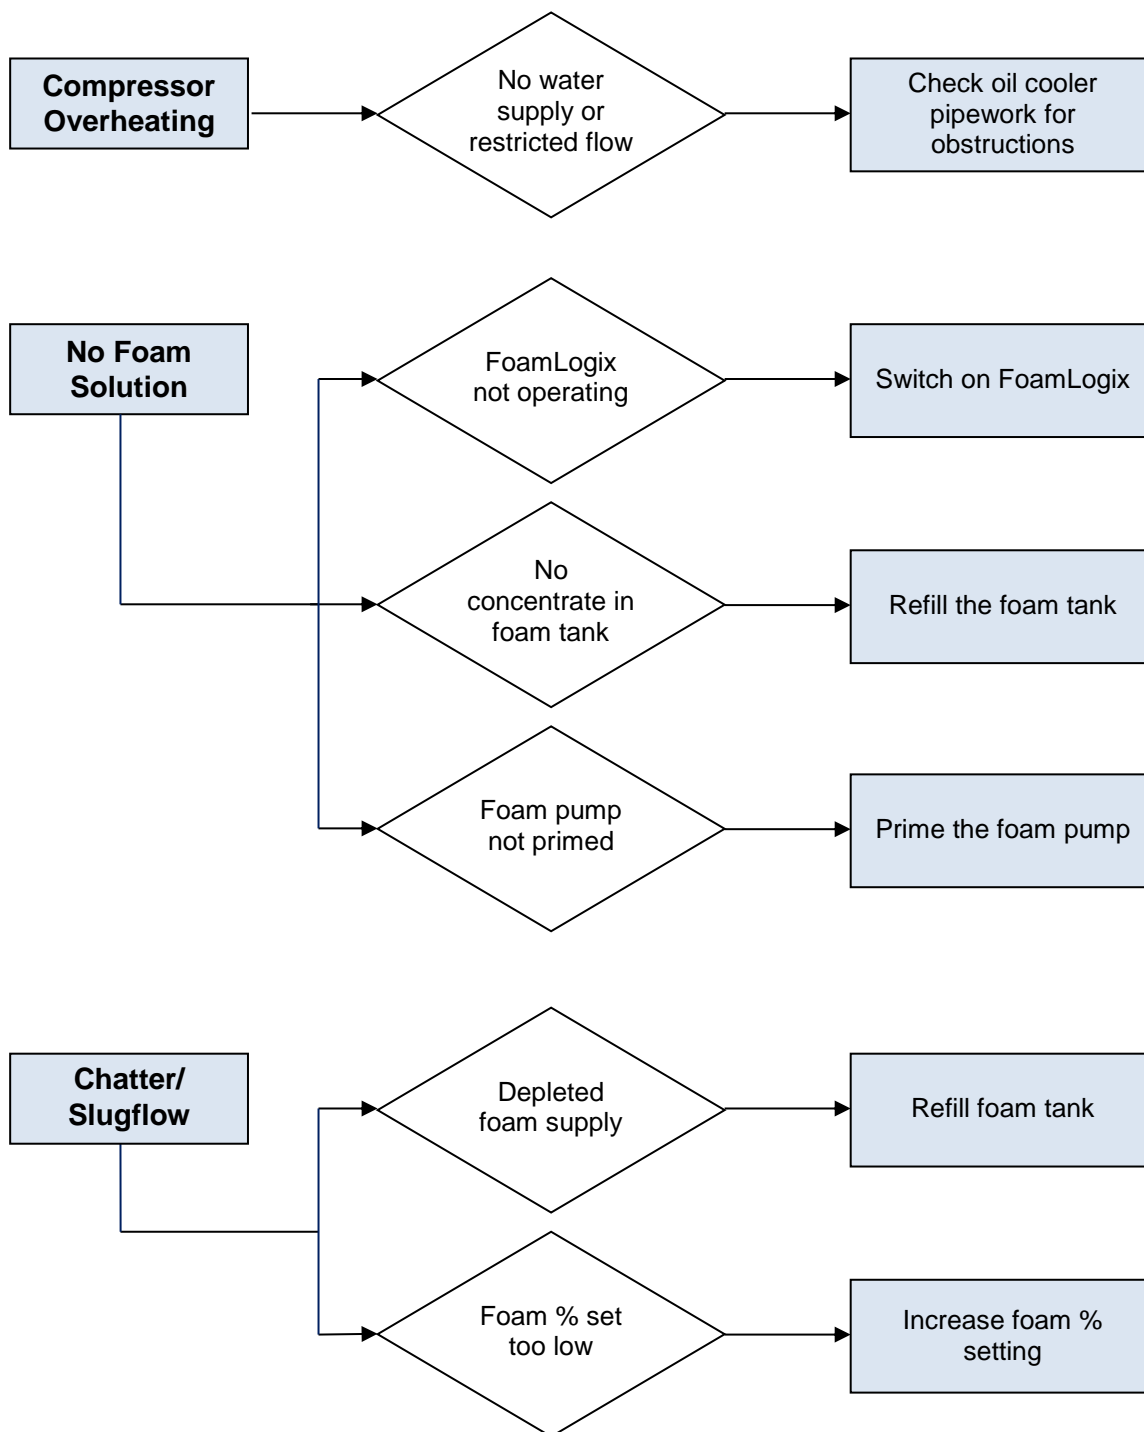 Compressor
Overheating
No water
supply or
restricted flow
Check oil cooler
pipework for
obstructions
No Foam
Solution
FoamLogix
not operating
Switch on FoamLogix
No
concentrate in
foam tank
Refill the foam tank
Foam pump
not primed
Prime the foam pump
Chatter/
Slugflow
Depleted
foam supply
Refill foam tank
Foam % set
too low
Increase foam %
setting